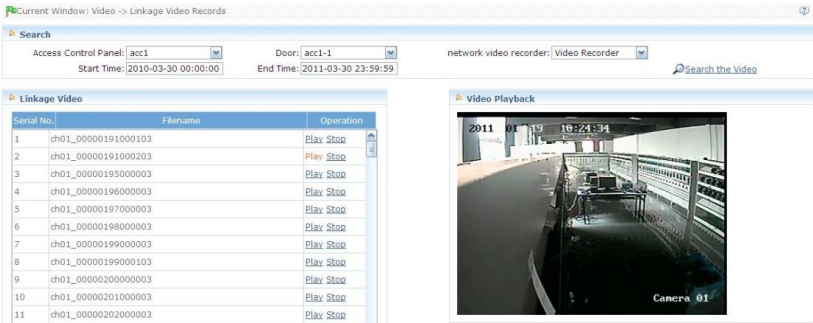 Current Window: Video -> Linkage Video Records
Search
Access Control Panel: acc1 Door: acc1-1 network video recorder: Video Recorder
Start Time: 2010-03-30 00:00:00 End Time: 2011-03-30 23:59:59 Search the Video
Linkage Video
Serial No. Filename Operation
1 ch01_00000191000103 Play Stop
2 ch01_00000191000203 Play Stop
3 ch01_00000195000003 Play Stop
4 ch01_00000196000003 Play Stop
5 ch01_00000197000003 Play Stop
6 ch01_00000198000003 Play Stop
7 ch01_00000199000003 Play Stop
8 ch01_00000199000103 Play Stop
9 ch01_00000200000003 Play Stop
10 ch01_00000201000003 Play Stop
11 ch01_00000202000003 Play Stop
Video Playback
2011 01 19 10:24:34
Camera 01